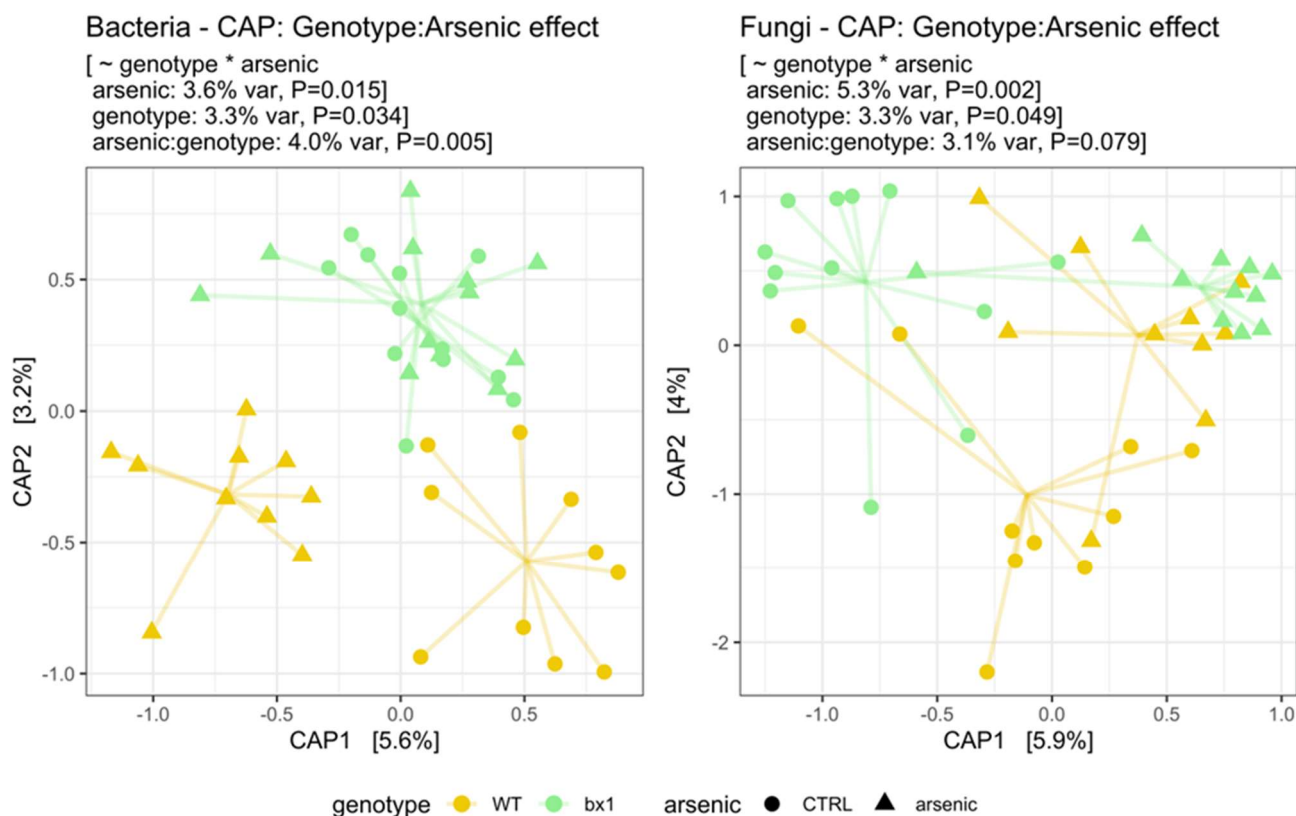 Bacteria - CAP: Genotype:Arsenic effect
[ ~ genotype * arsenic
arsenic: 3.6% var, P=0.015]
genotype: 3.3% var, P=0.034]
arsenic:genotype: 4.0% var, P=0.005]
0.5
0.0
-0.5
-1.0
CAP2 [3.2%]
-1.0 -0.5 0.0 0.5
CAP1 [5.6%]
Fungi - CAP: Genotype:Arsenic effect
[ ~ genotype * arsenic
arsenic: 5.3% var, P=0.002]
genotype: 3.3% var, P=0.049]
arsenic:genotype: 3.1% var, P=0.079]
1
0
-1
-2
CAP2 [4%]
-1.0 -0.5 0.0 0.5 1.0
CAP1 [5.9%]
genotype WT bx1 arsenic CTRL arsenic